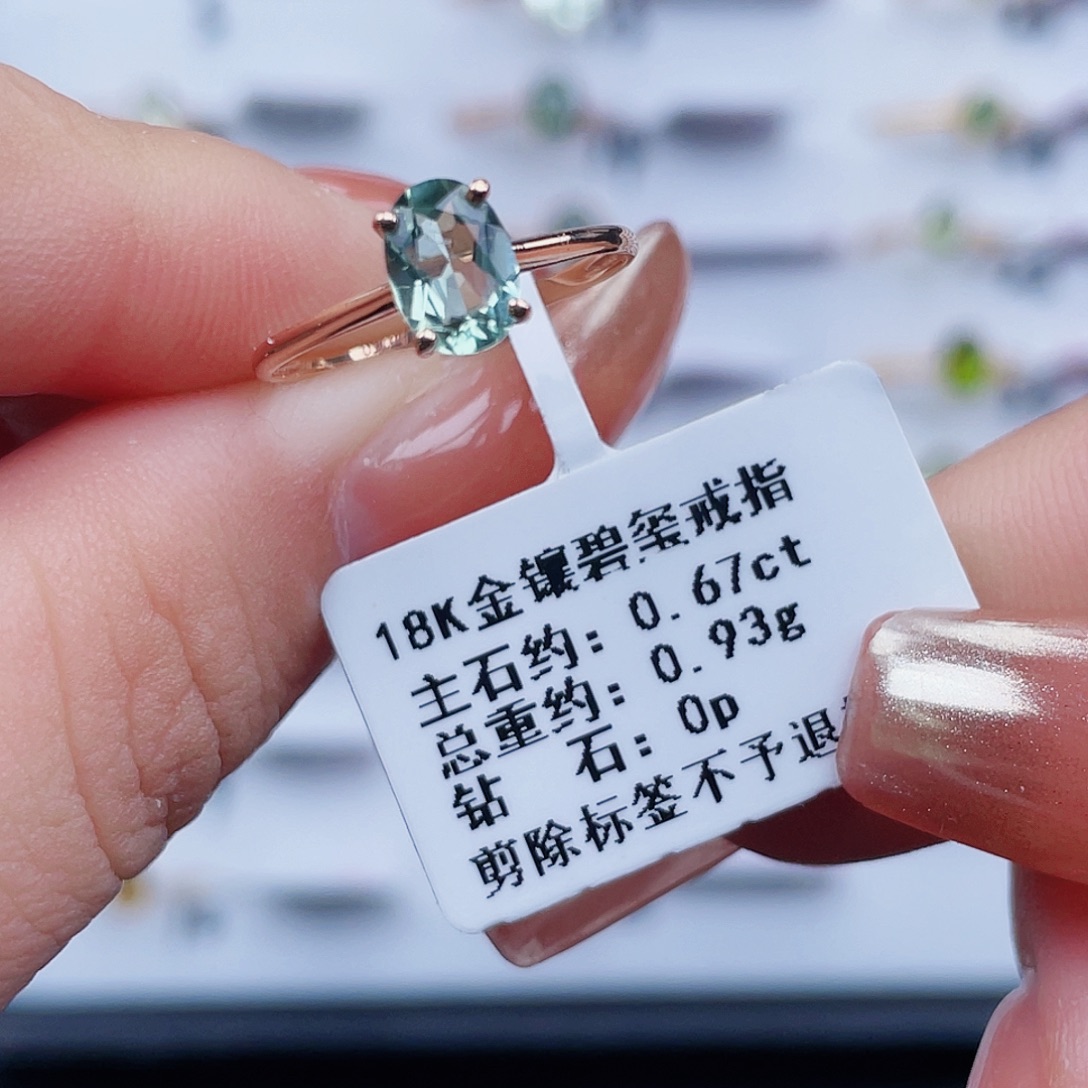 18K金镶碧玺戒指
主石约: 0.67ct
总重约: 0.93g
钻 石: 0p
剪除标签不予退